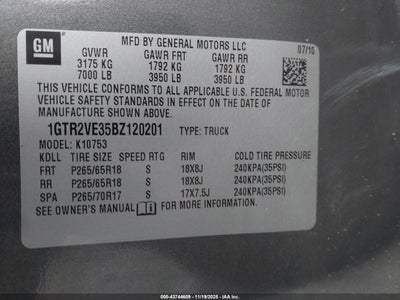 GM
MFD BY GENERAL MOTORS LLC
07/10
GVWR GAWR FRT GAWR RR
3175 KG 1792 KG 1792 KG
7000 LB 3950 LB 3950 LB
THIS VEHICLE CONFORMS TO ALL APPLICABLE U.S. FEDERAL MOTOR
VEHICLE SAFETY STANDARDS IN EFFECT ON THE DATE OF
MANUFACTURE SHOWN ABOVE.
1GTR2VE35BZ120201 TYPE: TRUCK
MODEL: K10753
TIRE SIZE SPEED RTG RIM COLD TIRE PRESSURE
FRT P265/65R18 S 18X8J 240KPA(35PSI)
RR P265/65R18 S 18X8J 240KPA(35PSI)
SPA P265/70R17 S 17X7.5J 240KPA(35PSI)
SEE OWNER'S MANUAL FOR MORE INFORMATION.
000-43744609 - 11/19/2025 - IAA Inc.